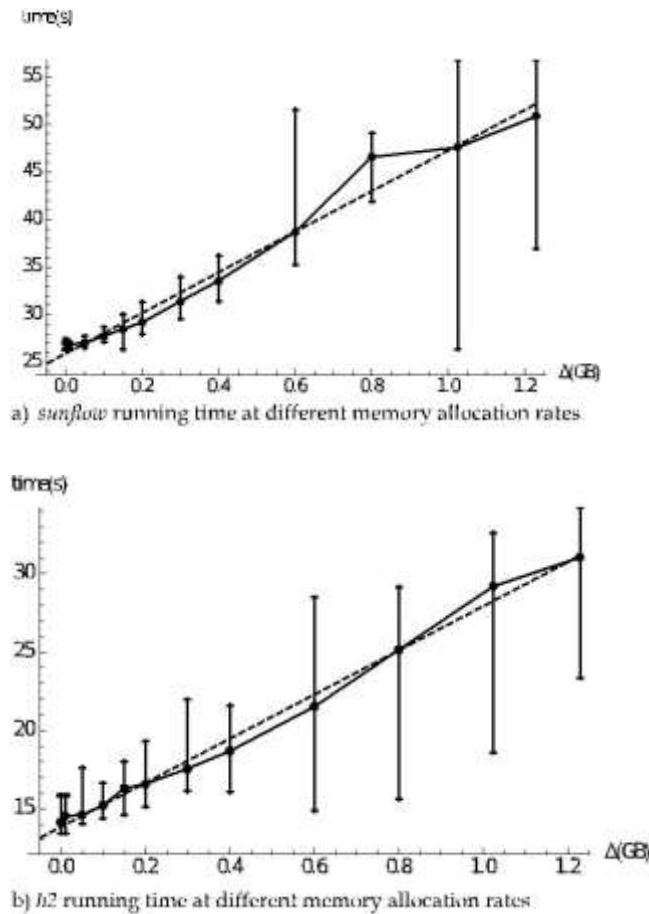 time(s)
55
50
45
40
35
30
25
0.0 0.2 0.4 0.6 0.8 1.0 1.2 Δ(GB)
a) sunflow running time at different memory allocation rates
time(s)
30
25
20
15
0.0 0.2 0.4 0.6 0.8 1.0 1.2 Δ(GB)
b) h2 running time at different memory allocation rates